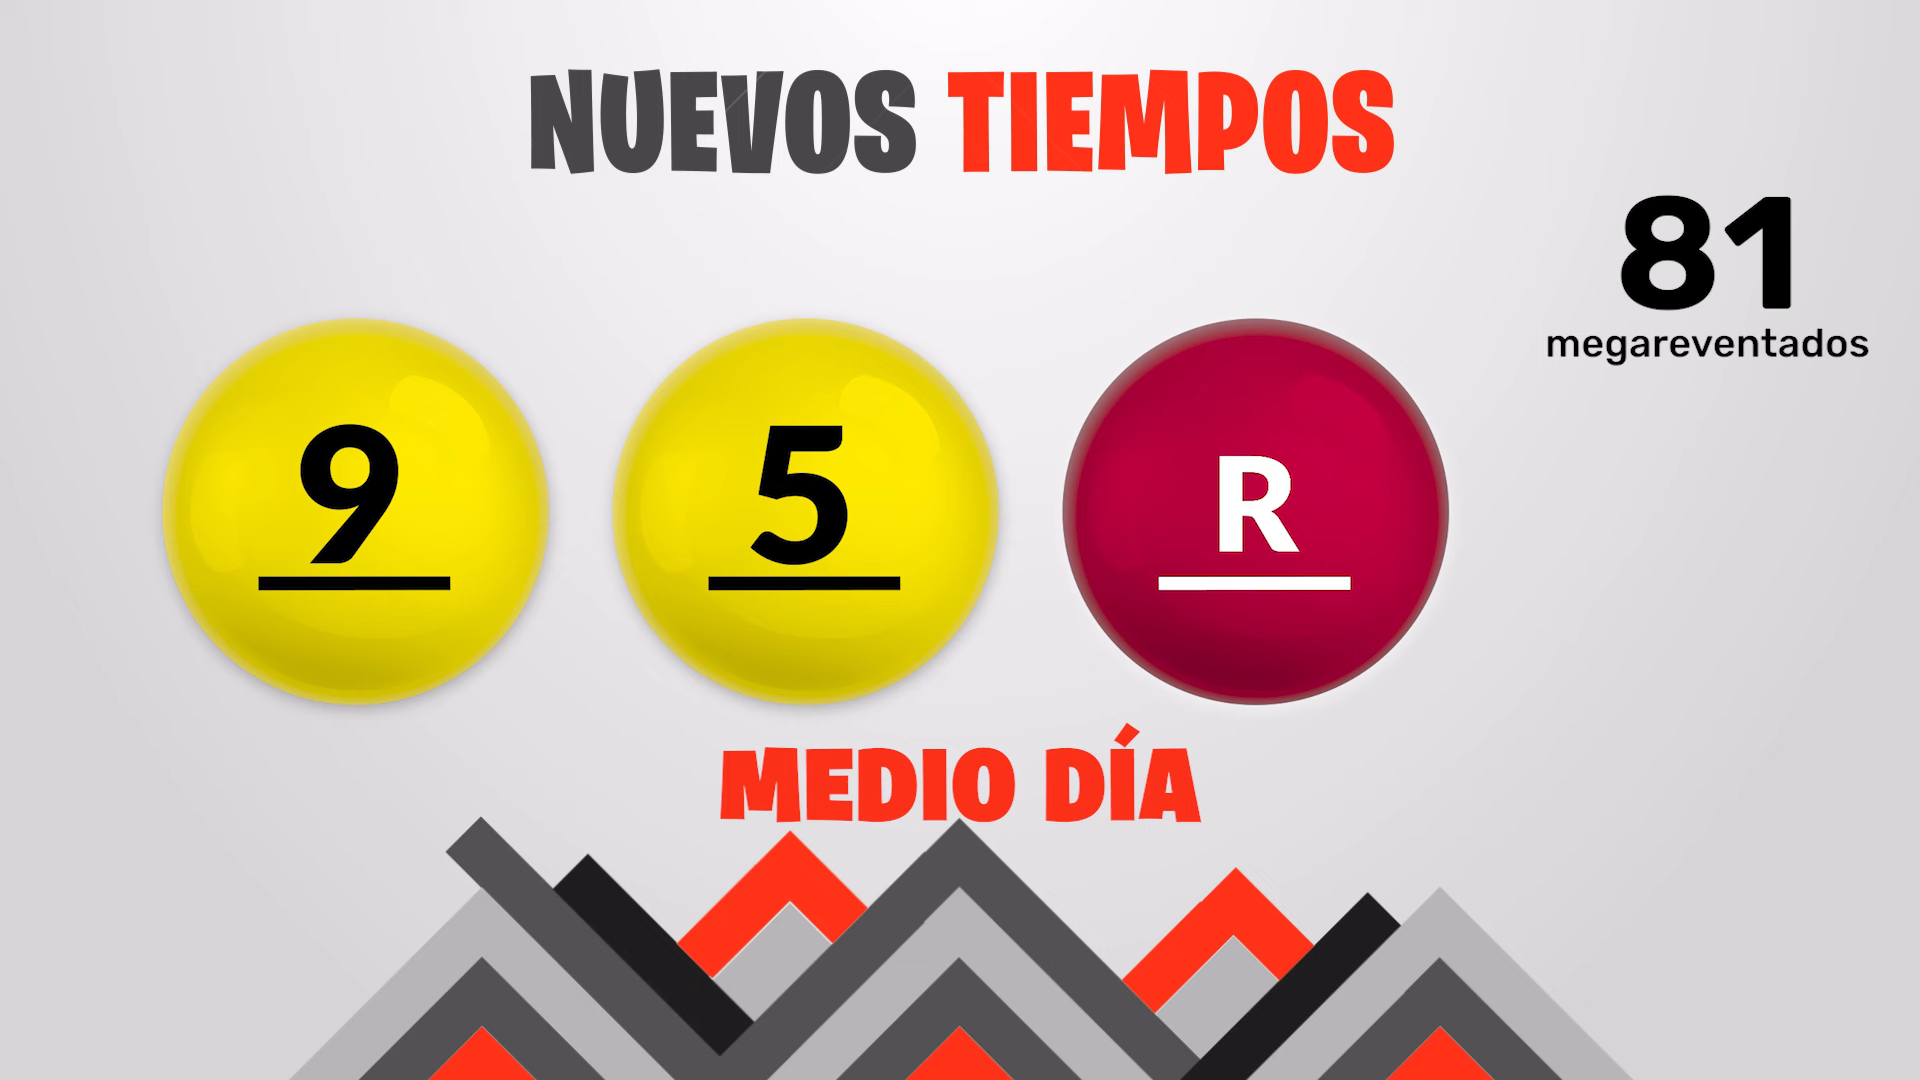 NUEVOS TIEMPOS
81
megareventados
9 5 R
MEDIO DÍA